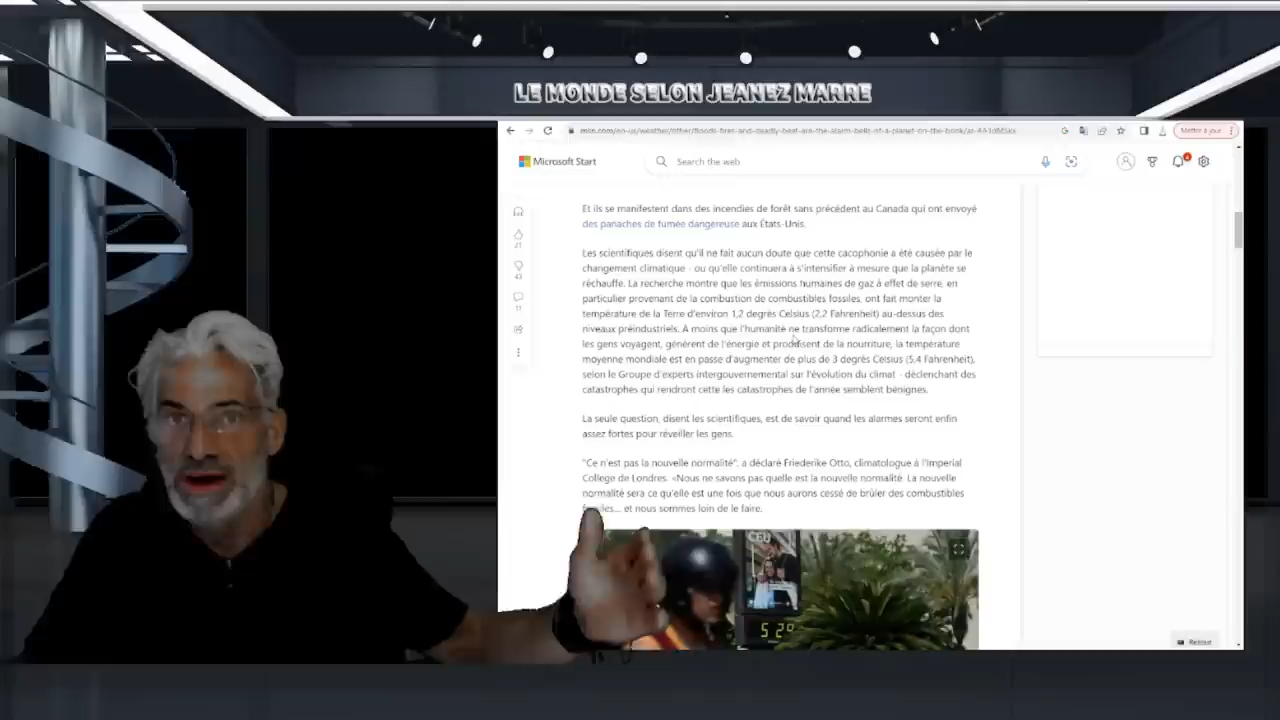 LE MONDE SELON JEANEZ MARRE
Mettre à jour
Microsoft Start
Search the web
4
Et ils se manifestent dans des incendies de forêt sans précédent au Canada qui ont envoyé
des panaches de fumée dangereuse aux États-Unis.
21
43
11
Les scientifiques disent qu'il ne fait aucun doute que cette cacophonie a été causée par le
changement climatique - ou qu'elle continuera à s'intensifier à mesure que la planète se
réchauffe. La recherche montre que les émissions humaines de gaz à effet de serre, en
particulier provenant de la combustion de combustibles fossiles, ont fait monter la
température de la Terre d'environ 1,2 degrés Celsius (2,2 Fahrenheit) au-dessus des
niveaux préindustriels. À moins que l'humanité ne transforme radicalement la façon dont
les gens voyagent, génèrent de l'énergie et produisent de la nourriture, la température
moyenne mondiale est en passe d'augmenter de plus de 3 degrés Celsius (5,4 Fahrenheit),
selon le Groupe d'experts intergouvernemental sur l'évolution du climat - déclenchant des
catastrophes qui rendront cette les catastrophes de l'année semblent bénignes.
La seule question, disent les scientifiques, est de savoir quand les alarmes seront enfin
assez fortes pour réveiller les gens.
"Ce n'est pas la nouvelle normalité", a déclaré Friederike Otto, climatologue à l'Imperial
College de Londres. «Nous ne savons pas quelle est la nouvelle normalité. La nouvelle
normalité sera ce qu'elle est une fois que nous aurons cessé de brûler des combustibles
et nous sommes loin de le faire.
CEU
52°